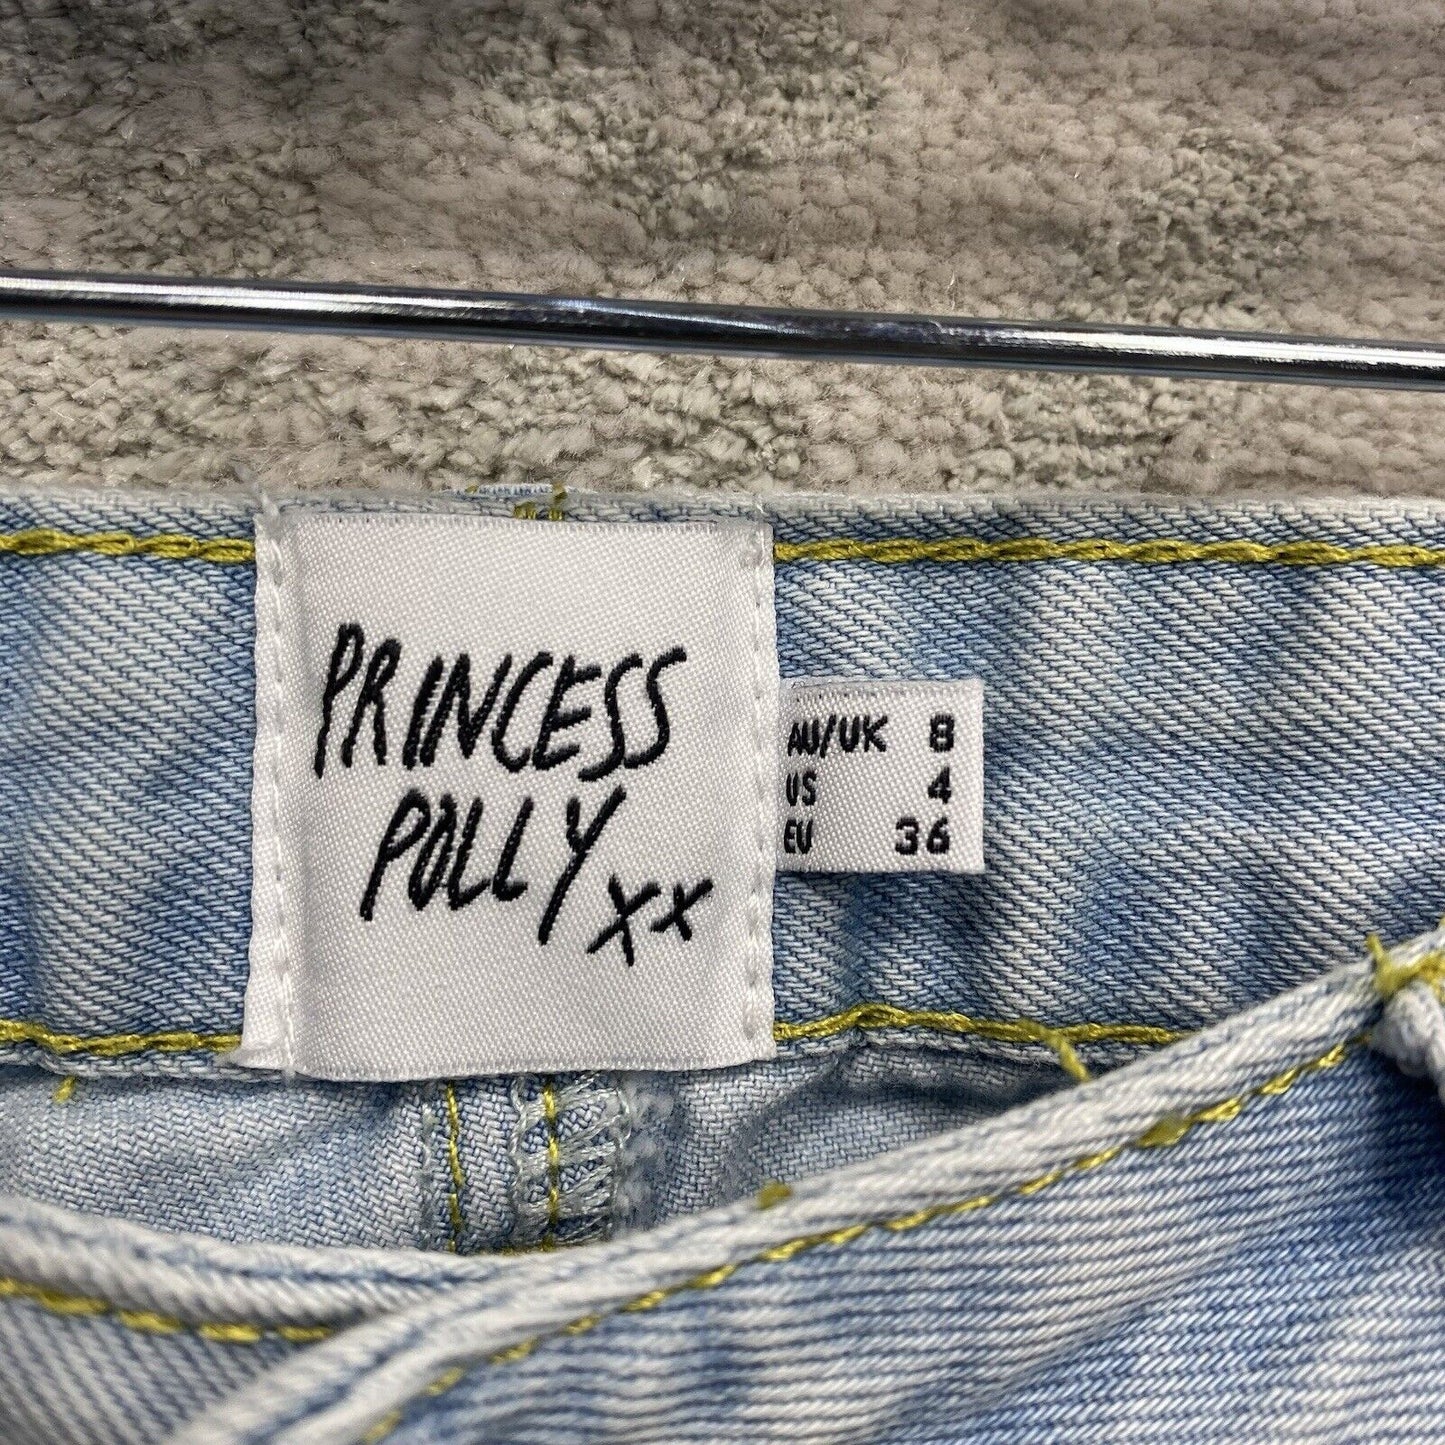 PRINCESS
POLLY xx
AU/UK 8
US 4
EU 36